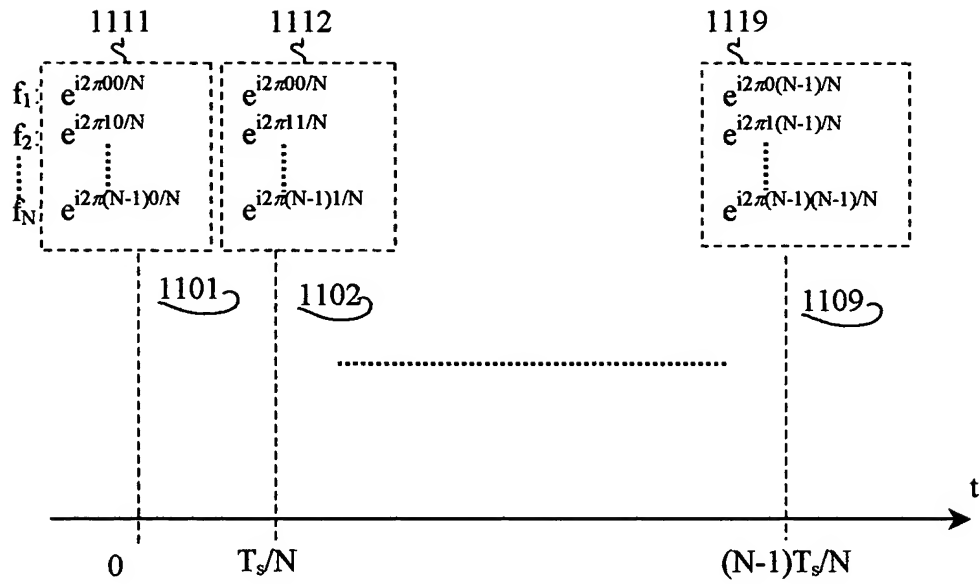 1111 1112 1119
f₁: e^{i2π00/N} e^{i2π00/N} e^{i2π0(N-1)/N}
f₂: e^{i2π10/N} e^{i2π11/N} e^{i2π1(N-1)/N}
f_N: e^{i2π(N-1)0/N} e^{i2π(N-1)1/N} e^{i2π(N-1)(N-1)/N}
1101 1102 1109
t
0 Tₛ/N (N-1)Tₛ/N